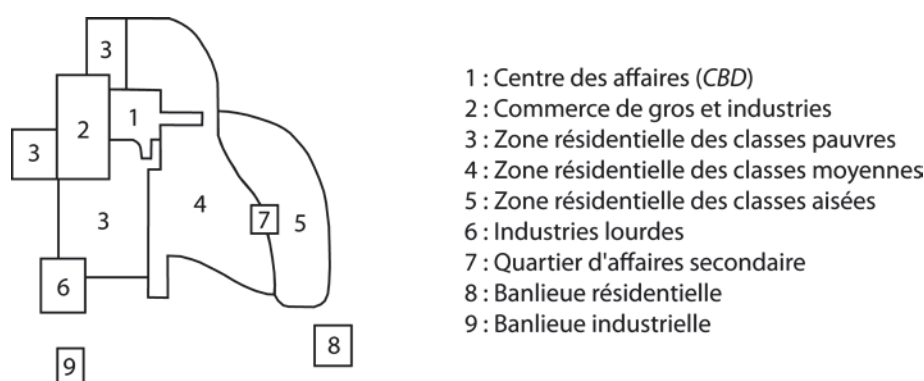 3
2
1
3
3
4
7
5
6
8
9
1 : Centre des affaires (CBD)
2 : Commerce de gros et industries
3 : Zone résidentielle des classes pauvres
4 : Zone résidentielle des classes moyennes
5 : Zone résidentielle des classes aisées
6 : Industries lourdes
7 : Quartier d'affaires secondaire
8 : Banlieue résidentielle
9 : Banlieue industrielle